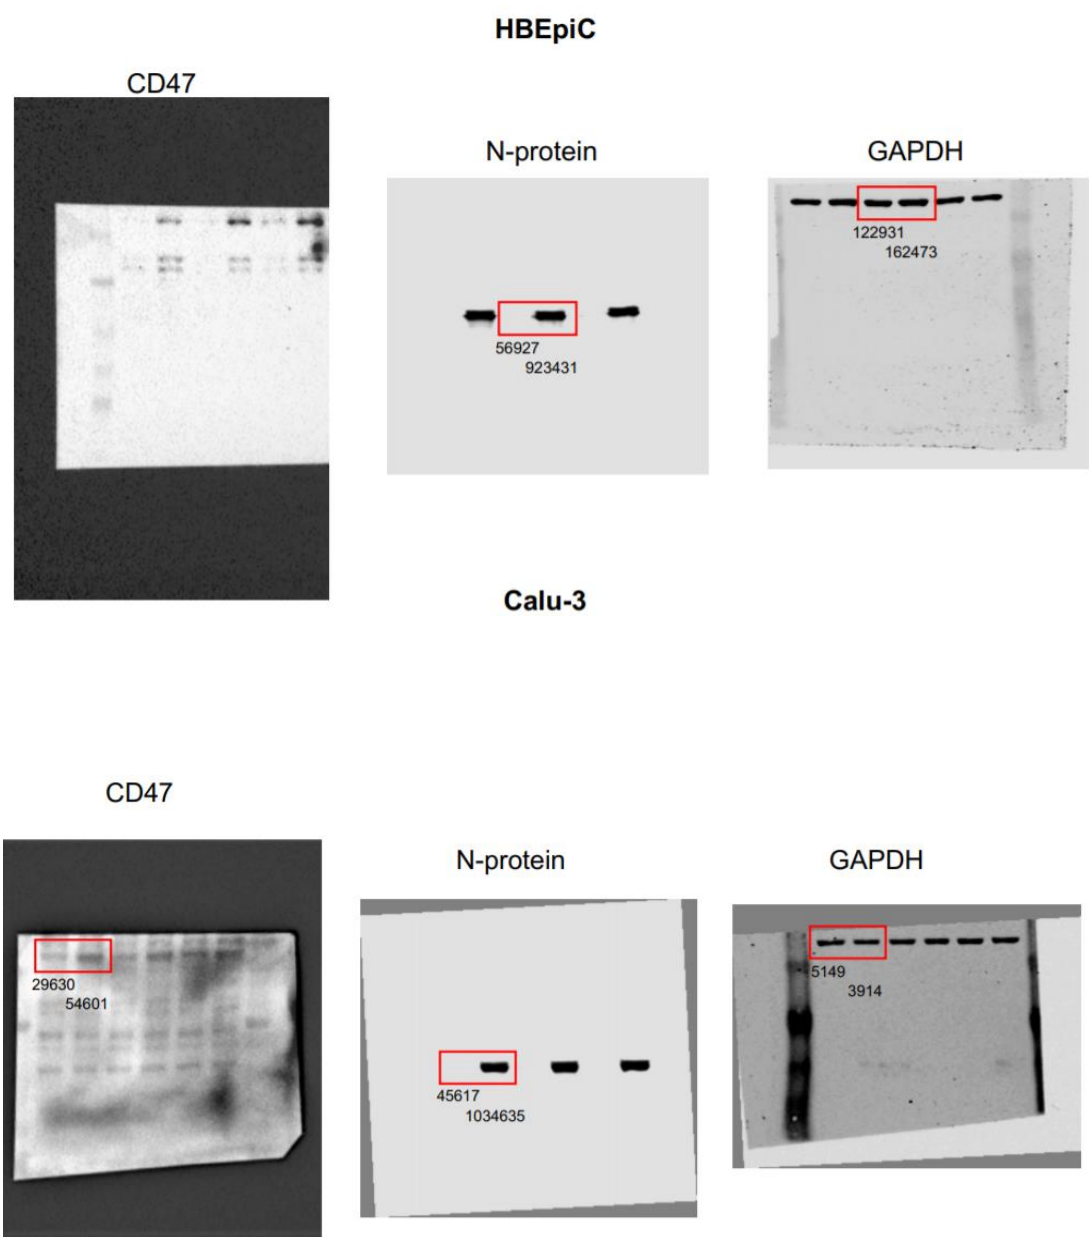 HBEpiC
CD47
N-protein
GAPDH
122931
162473
56927
923431
Calu-3
CD47
N-protein
GAPDH
29630
54601
45617
1034635
5149
3914